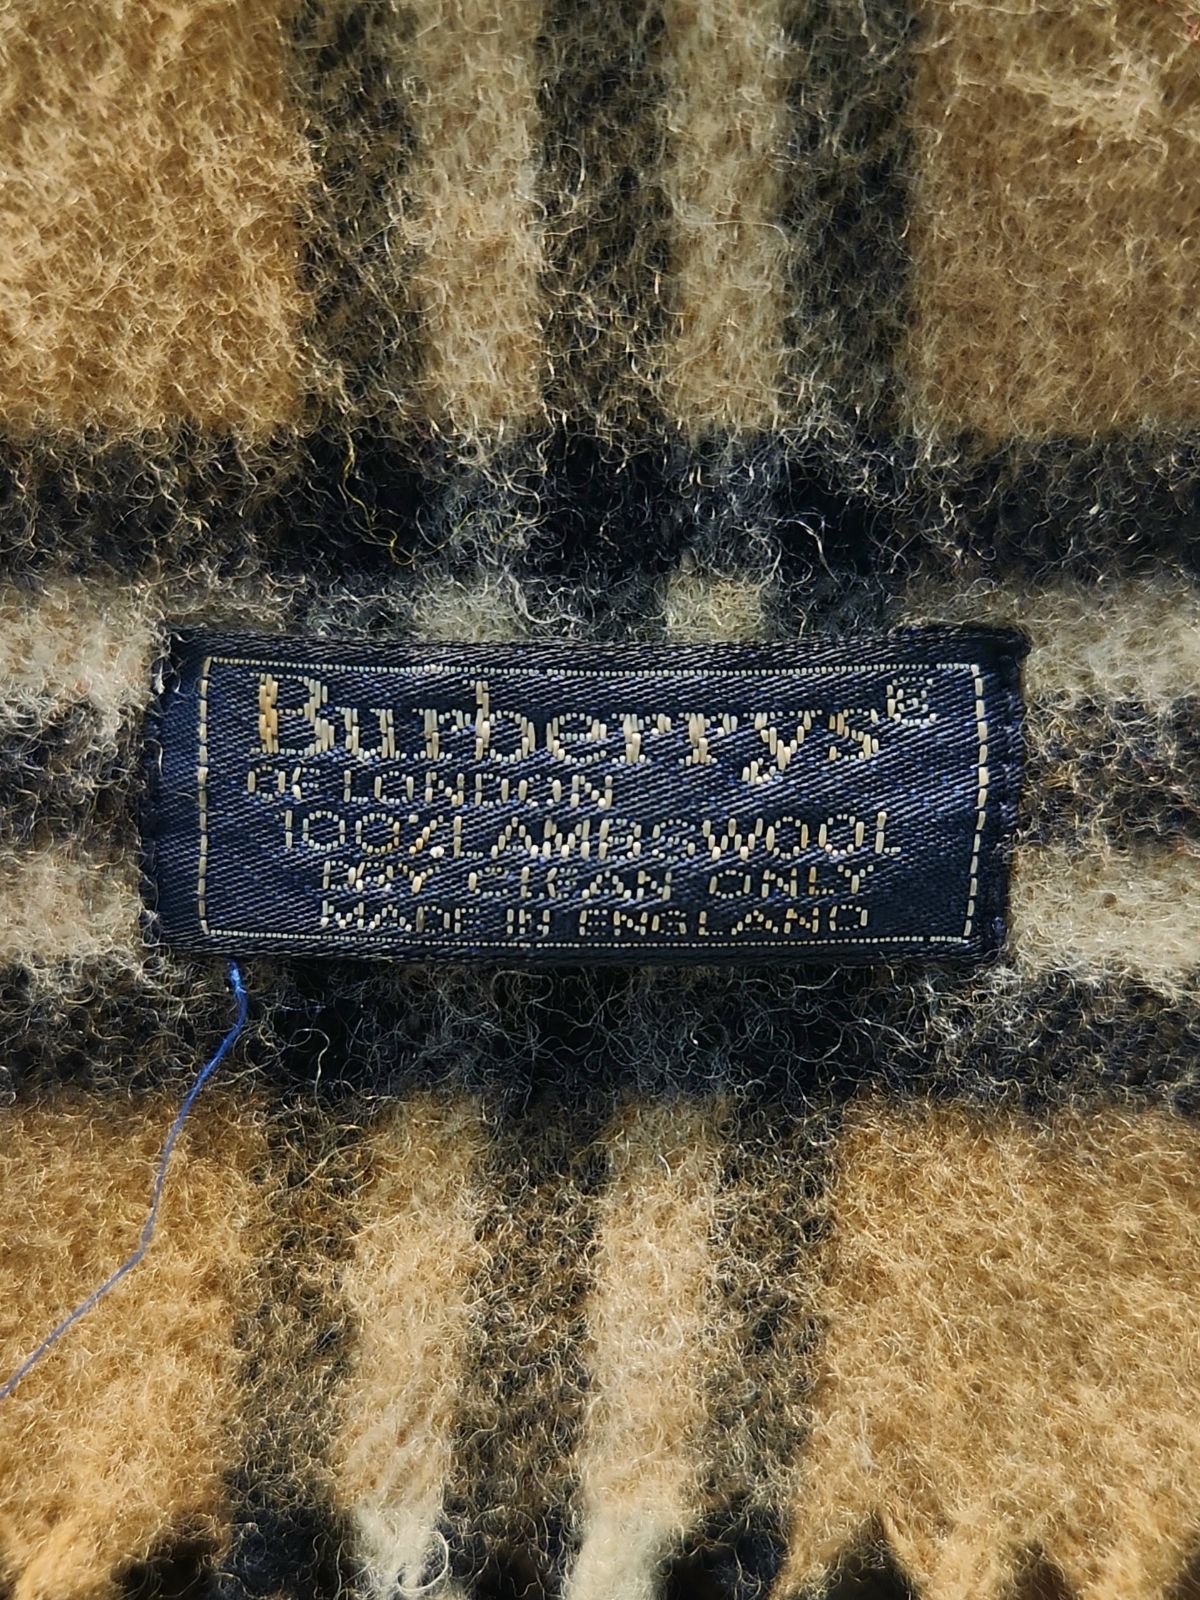 Burberrys®
OF LONDON
100% LAMBSWOOL
DRY CLEAN ONLY
MADE IN ENGLAND